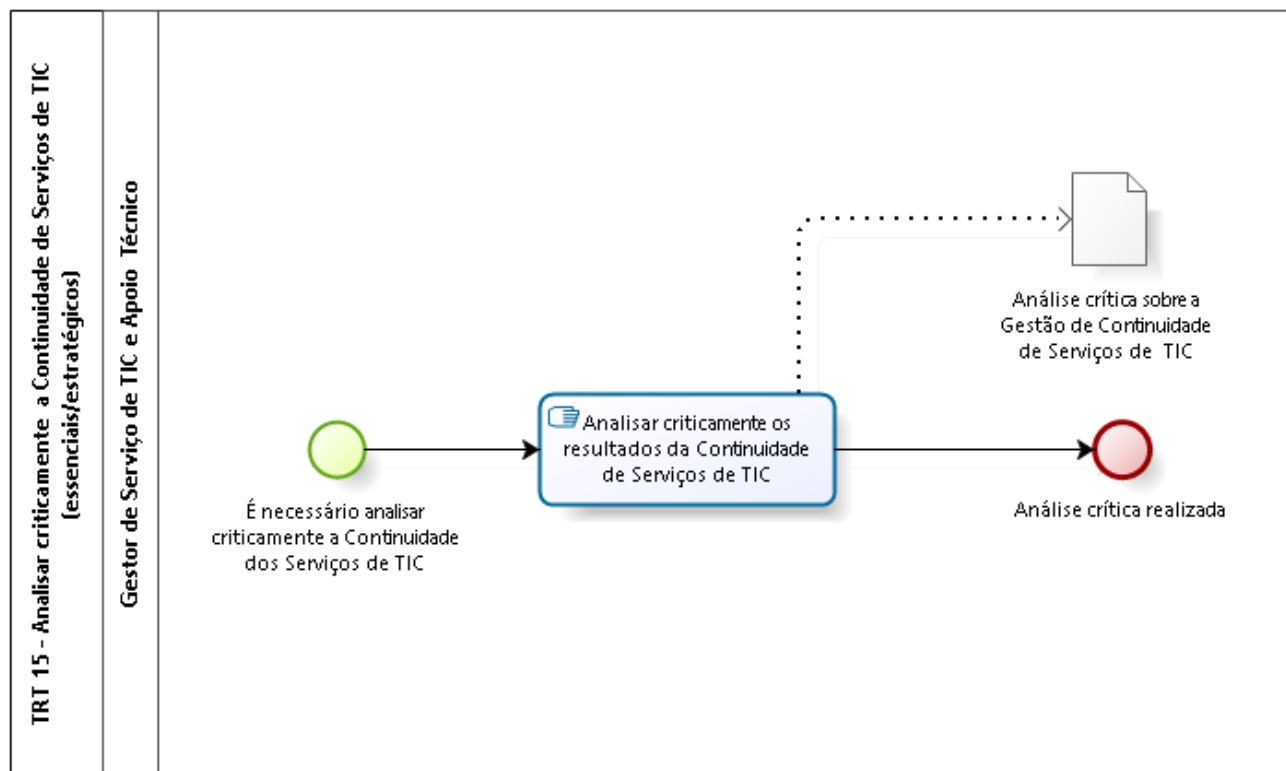 TRT 15 - Analisar criticamente a Continuidade de Serviços de TIC
(essenciais/estratégicos)
Gestor de Serviço de TIC e Apoio Técnico
Análise crítica sobre a
Gestão de Continuidade
de Serviços de TIC
Analisar criticamente os
resultados da Continuidade
de Serviços de TIC
É necessário analisar
criticamente a Continuidade
dos Serviços de TIC
Análise crítica realizada